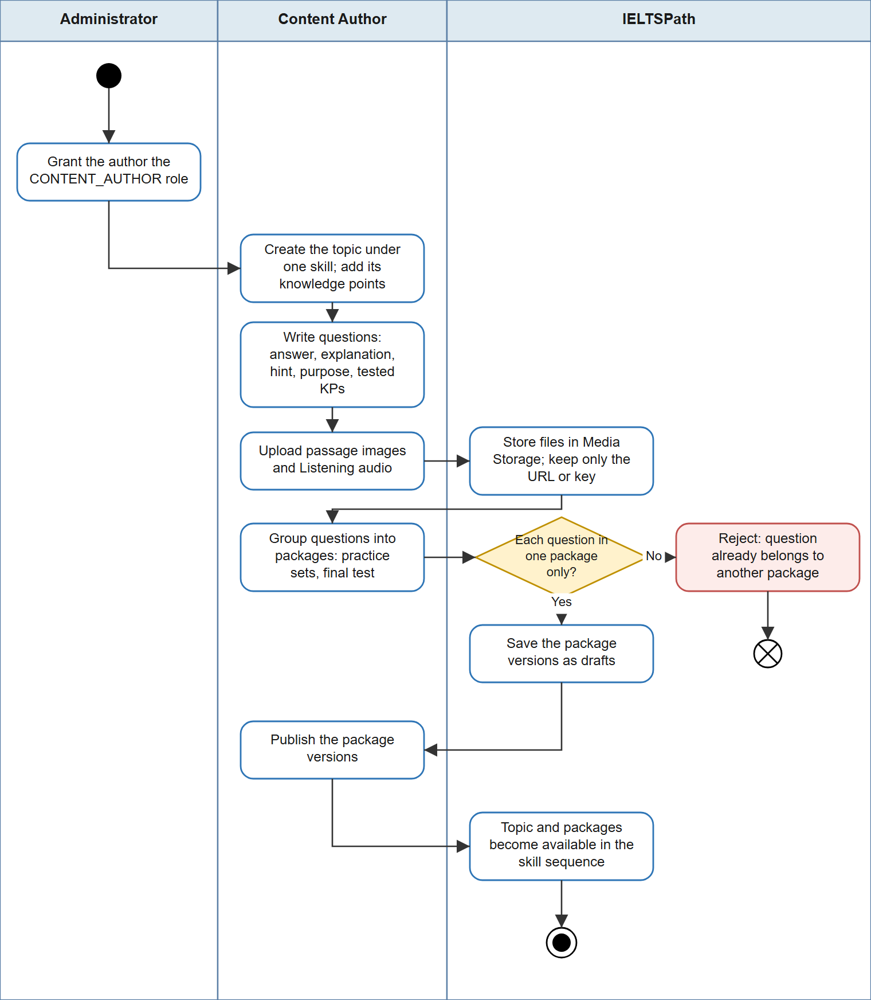 Administrator
Content Author
IELTSPath
Grant the author the
CONTENT_AUTHOR role
Create the topic under
one skill; add its
knowledge points
Write questions:
answer, explanation,
hint, purpose, tested
KPs
Upload passage images
and Listening audio
Store files in Media
Storage; keep only the
URL or key
Group questions into
packages: practice
sets, final test
Each question in
one package
only?
No
Reject: question
already belongs to
another package
Yes
Save the package
versions as drafts
Publish the package
versions
Topic and packages
become available in the
skill sequence